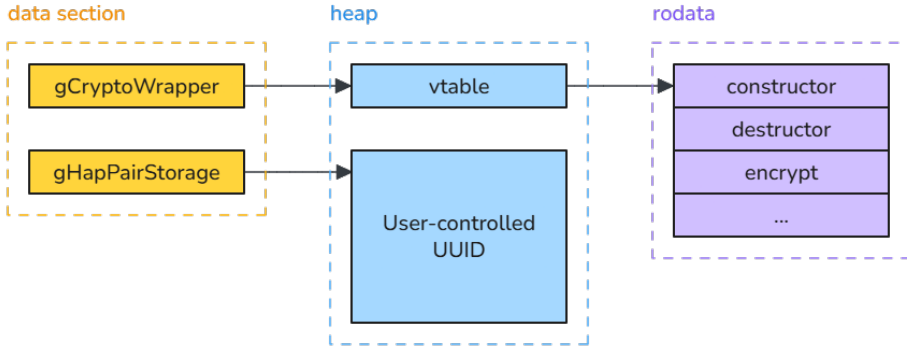 data section
heap
rodata
gCryptoWrapper
vtable
constructor
destructor
gHapPairStorage
encrypt
User-controlled
UUID
...